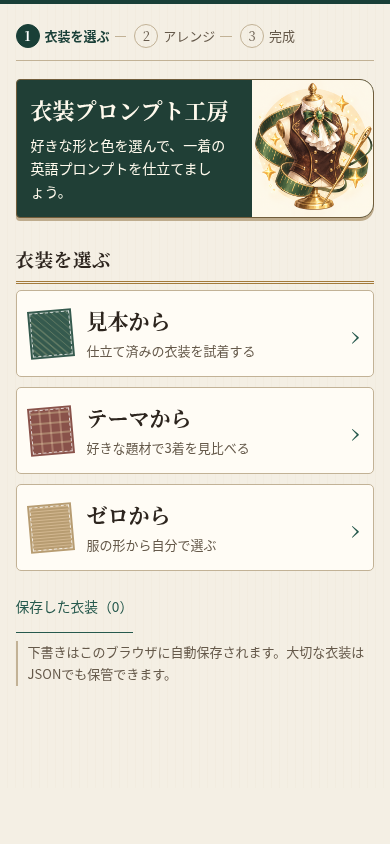 1 衣装を選ぶ — 2 アレンジ — 3 完成
衣装プロンプト工房
好きな形と色を選んで、一着の
英語プロンプトを仕立てまし
ょう。
衣装を選ぶ
見本から
仕立て済みの衣装を試着する
テーマから
好きな題材で3着を見比べる
ゼロから
服の形から自分で選ぶ
保存した衣装（0）
下書きはこのブラウザに自動保存されます。大切な衣装は
JSONでも保管できます。